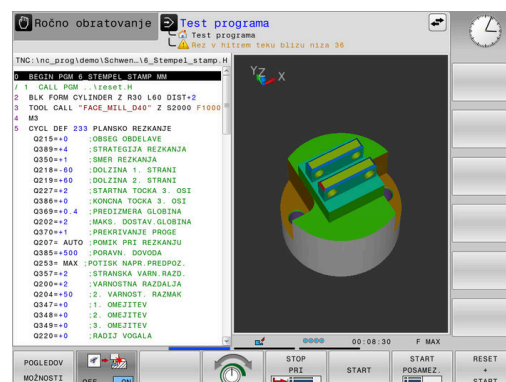 Ročno obratovanje
Test programa
Test programa
Rez v hitrem teku blizu niza 36
TNC:\nc_prog\demo\Schwen…\6_Stempel_stamp.H
0 BEGIN PGM 6_STEMPEL_STAMP MM
/ 1 CALL PGM ..\reset.H
2 BLK FORM CYLINDER Z R30 L60 DIST+2
3 TOOL CALL "FACE_MILL_D40" Z S2000 F1000
4 M3
5 CYCL DEF 233 PLANSKO REZKANJE
Q215=+0 ;OBSEG OBDELAVE
Q389=+4 ;STRATEGIJA REZKANJA
Q350=+1 ;SMER REZKANJA
Q218=-60 ;DOLZINA 1. STRANI
Q219=+60 ;DOLZINA 2. STRANI
Q227=+2 ;STARTNA TOCKA 3. OSI
Q386=+0 ;KONCNA TOCKA 3. OSI
Q369=+0.4 ;PREDIZMERA GLOBINA
Q202=+2 ;MAKS. DOSTAV.GLOBINA
Q370=+1 ;PREKRIVANJE PROGE
Q207= AUTO ;POMIK PRI REZKANJU
Q385=+500 ;PORAVN. DOVODA
Q253= MAX ;POTISK NAPR.PREDPOZ.
Q357=+2 ;STRANSKA VARN.RAZD.
Q200=+2 ;VARNOSTNA RAZDALJA
Q204=+50 ;2. VARNOST. RAZMAK
Q347=+0 ;1. OMEJITEV
Q348=+0 ;2. OMEJITEV
Q349=+0 ;3. OMEJITEV
Q220=+0 ;RADIJ VOGALA
YZ X
00:08:30 F MAX
POGLEDOV
MOŽNOSTI
OFF ON
STOP
PRI
START
START
POSAMEZ.
RESET
+
START